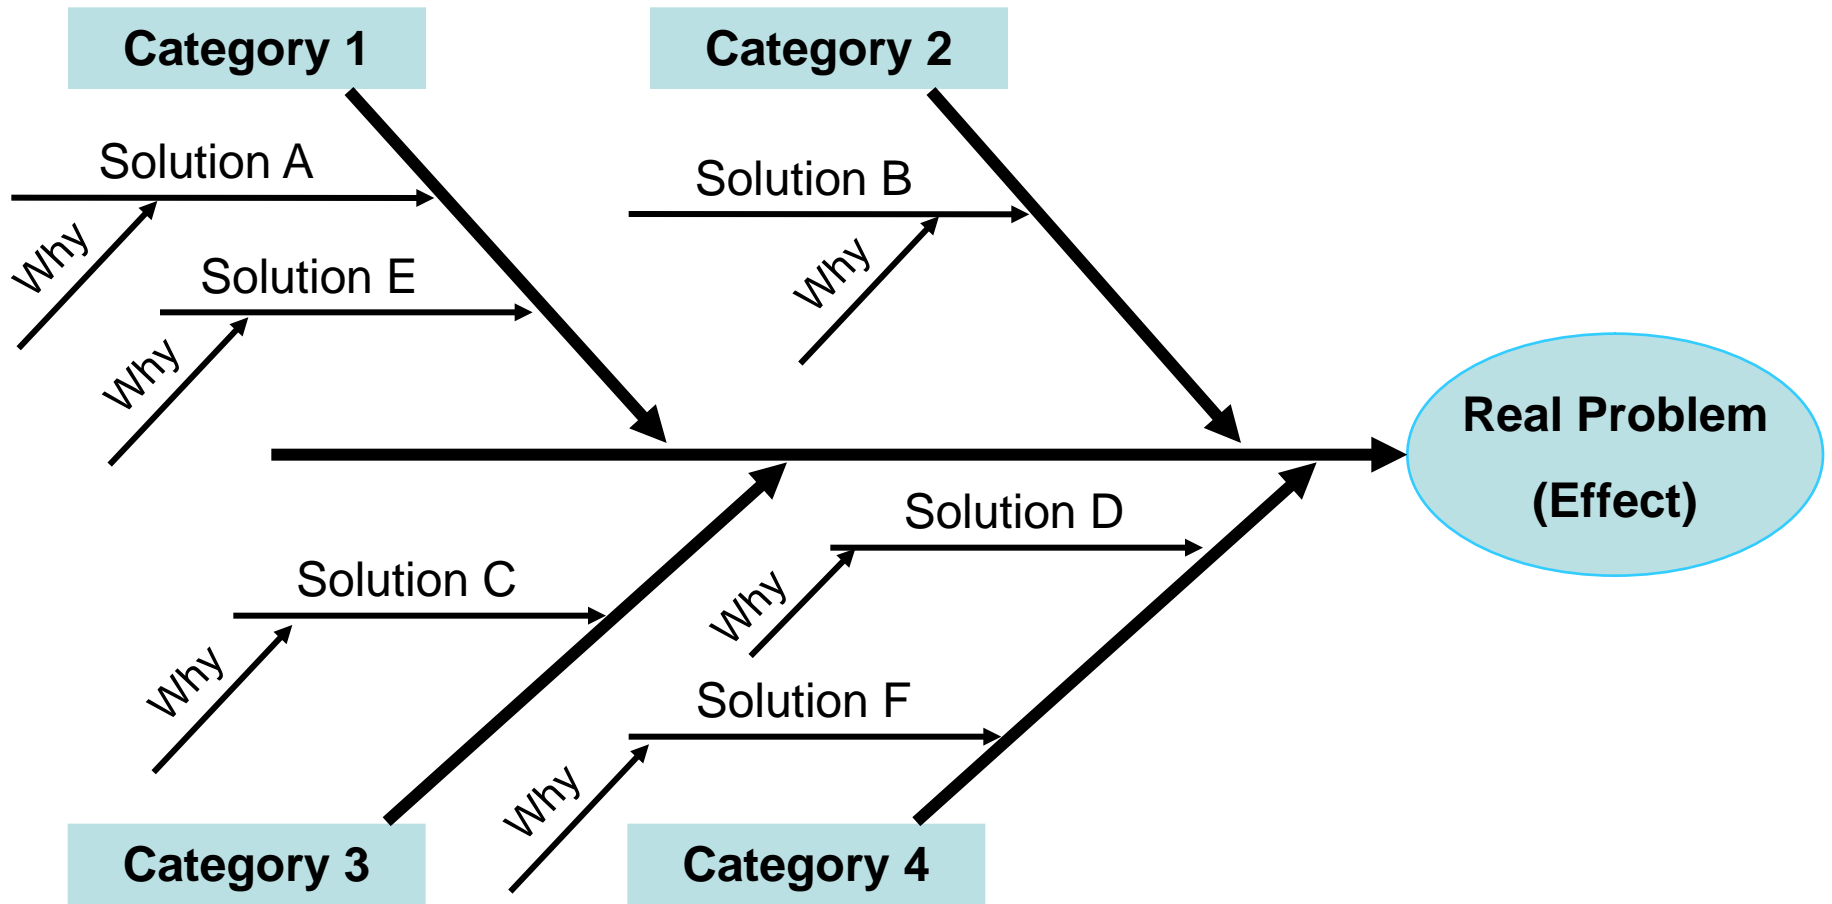 Category 1
Category 2
Solution A
Solution B
Why
Solution E
Why
Why
Real Problem
(Effect)
Solution D
Solution C
Why
Why
Solution F
Why
Category 3
Category 4